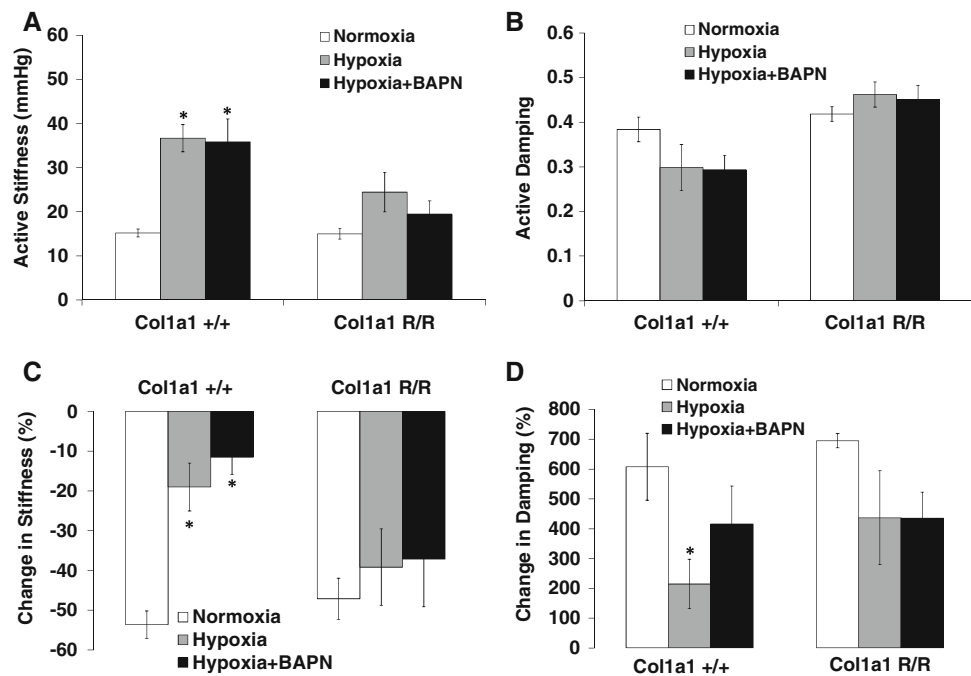 A
Active Stiffness (mmHg)
60
50
40
30
20
10
0
Normoxia
Hypoxia
Hypoxia+BAPN
*
*
Col1a1 +/+
Col1a1 R/R
B
Active Damping
0.6
0.5
0.4
0.3
0.2
0.1
0
Normoxia
Hypoxia
Hypoxia+BAPN
Col1a1 +/+
Col1a1 R/R
C
Col1a1 +/+
Col1a1 R/R
Change in Stiffness (%)
0
-10
-20
-30
-40
-50
-60
*
*
Normoxia
Hypoxia
Hypoxia+BAPN
D
Change in Damping (%)
Normoxia
Hypoxia
Hypoxia+BAPN
800
700
600
500
400
300
200
100
0
*
Col1a1 +/+
Col1a1 R/R